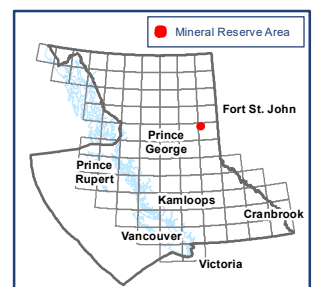 Mineral Reserve Area
Fort St. John
Prince
George
Prince
Rupert
Kamloops
Cranbrook
Vancouver
Victoria